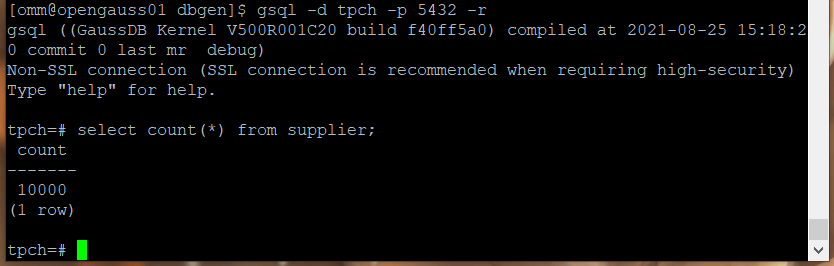 [omm@opengauss01 dbgen]$ gsql -d tpch -p 5432 -r
gsql ((GaussDB Kernel V500R001C20 build f40ff5a0) compiled at 2021-08-25 15:18:2
0 commit 0 last mr  debug)
Non-SSL connection (SSL connection is recommended when requiring high-security)
Type "help" for help.
tpch=# select count(*) from supplier;
 count
-------
 10000
(1 row)
tpch=#